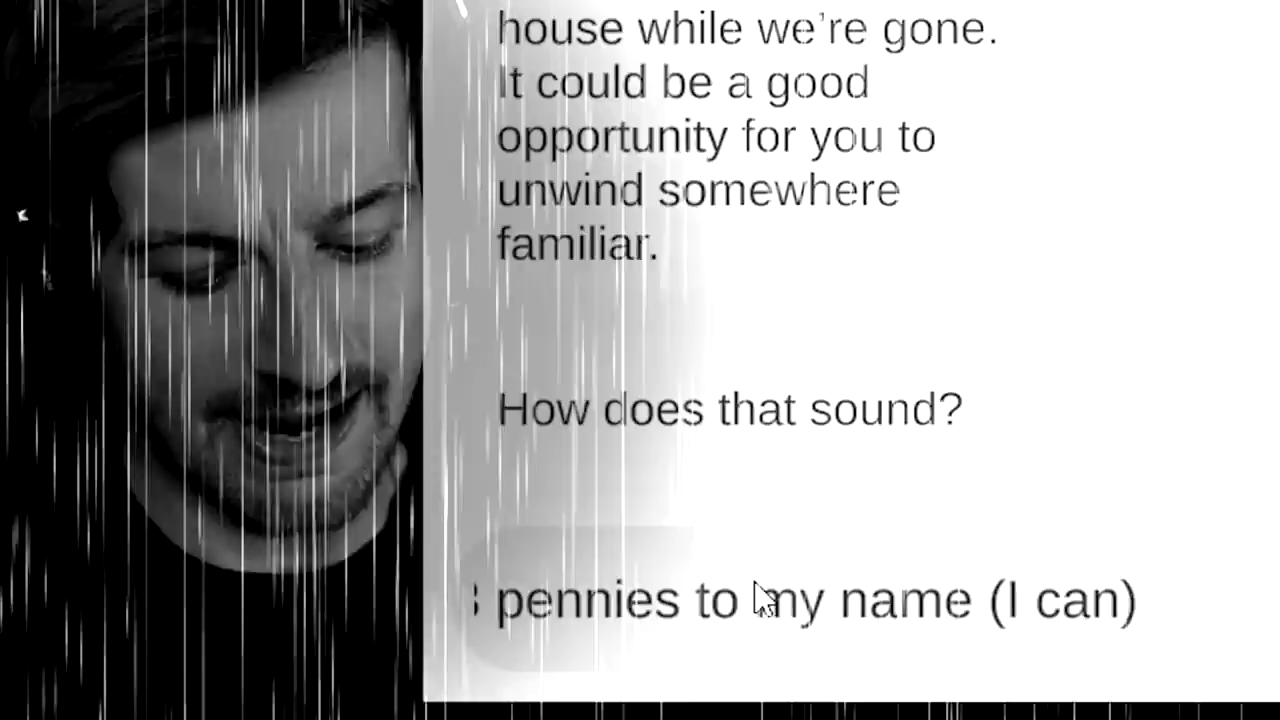 house while we're gone.
It could be a good
opportunity for you to
unwind somewhere
familiar.
How does that sound?
pennies to my name (I can)